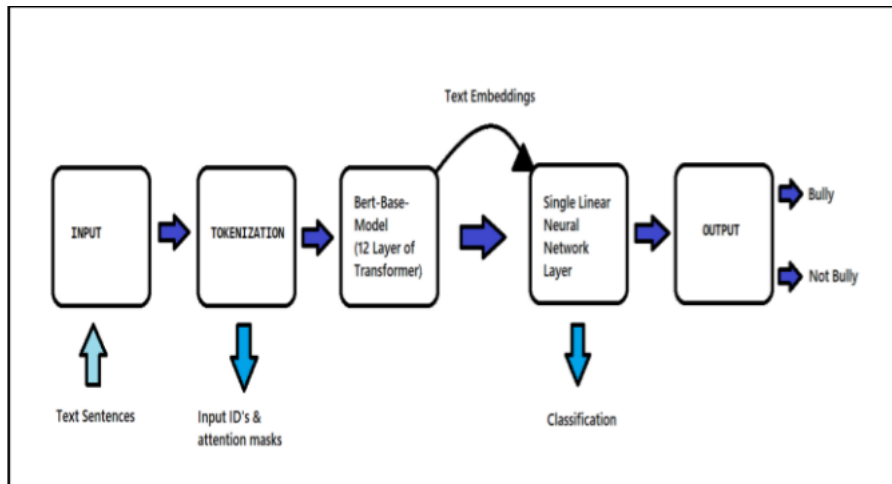 Text Embeddings
INPUT
TOKENIZATION
Bert-Base-
Model
(12 Layer of
Transformer)
Single Linear
Neural
Network
Layer
OUTPUT
Bully
Not Bully
Text Sentences
Input ID's &
attention masks
Classification